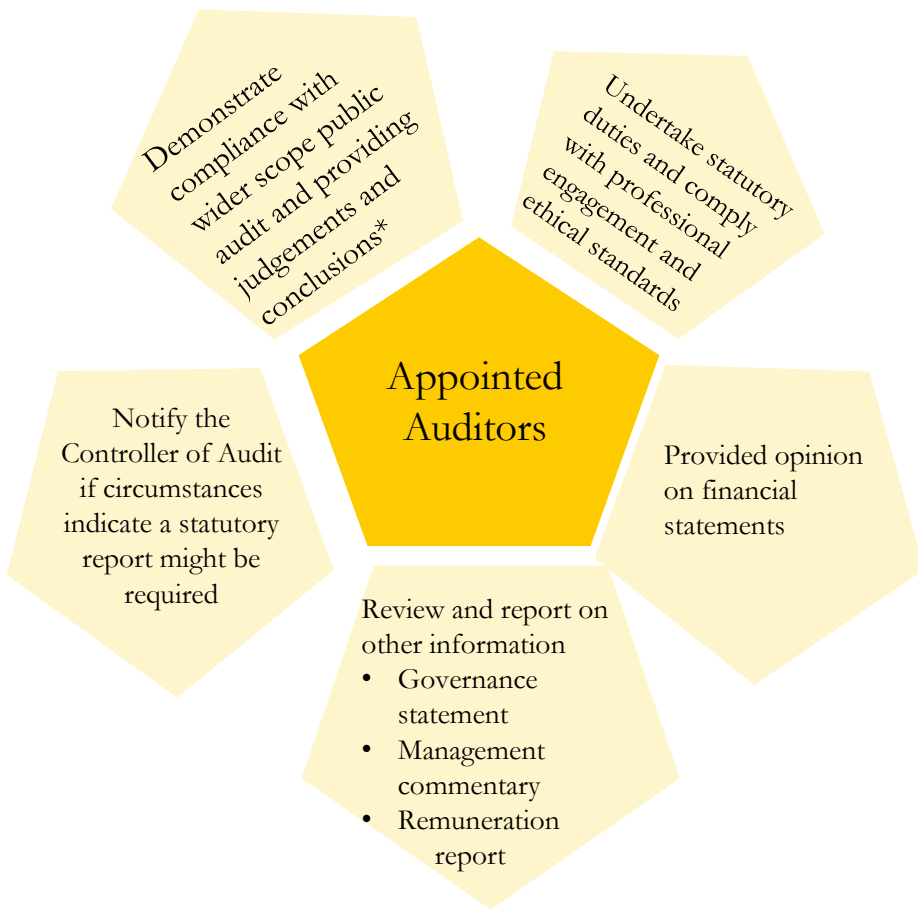 Demonstrate
compliance with
wider scope public
audit and providing
judgements and
conclusions*
Undertake statutory
duties and comply
with professional
engagement and
ethical standards
Appointed
Auditors
Notify the
Controller of Audit
if circumstances
indicate a statutory
report might be
required
Provided opinion
on financial
statements
Review and report on
other information
• Governance
statement
• Management
commentary
• Remuneration
report